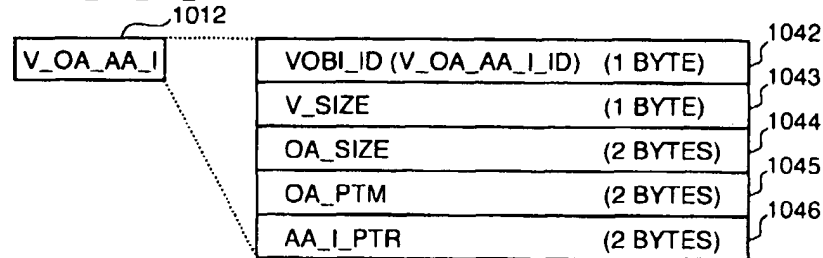 1012
V_OA_AA_I
VOBI_ID (V_OA_AA_I_ID) (1 BYTE) 1042
V_SIZE (1 BYTE) 1043
OA_SIZE (2 BYTES) 1044
OA_PTM (2 BYTES) 1045
AA_I_PTR (2 BYTES) 1046